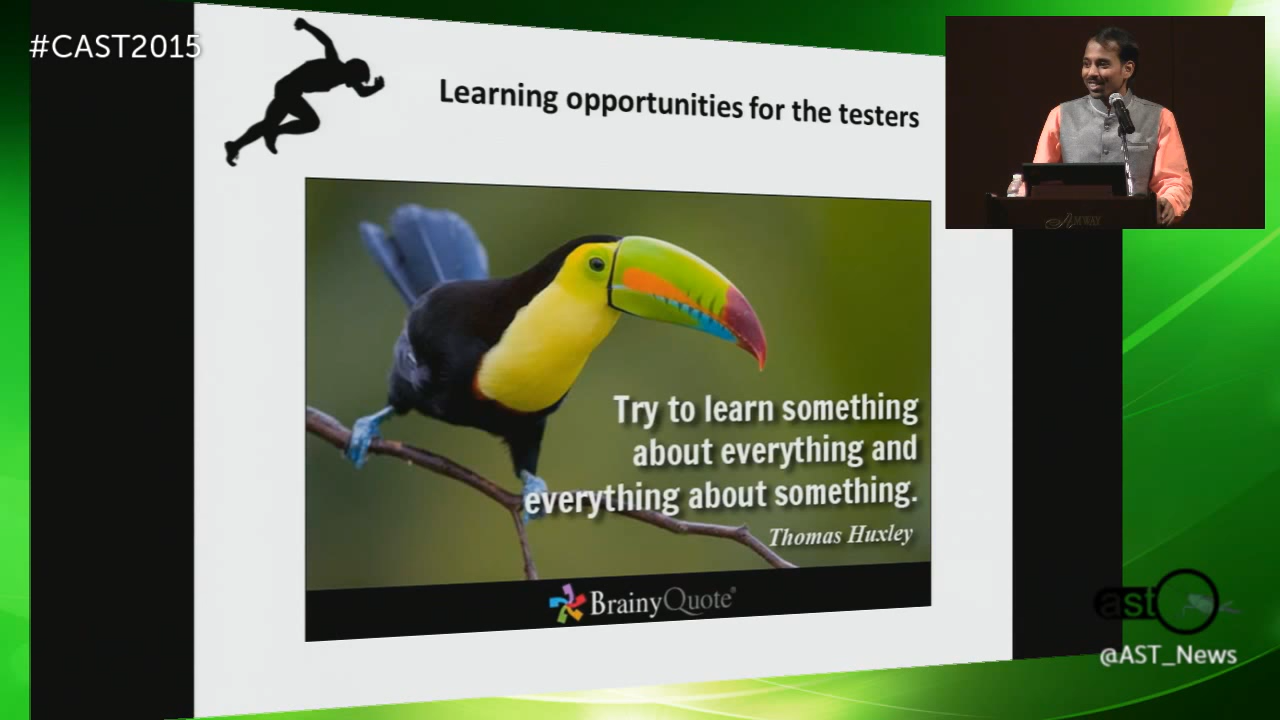 #CAST2015
Learning opportunities for the testers
Try to learn something
about everything and
everything about something.
Thomas Huxley
BrainyQuote®
AMWAY
ast
@AST_News